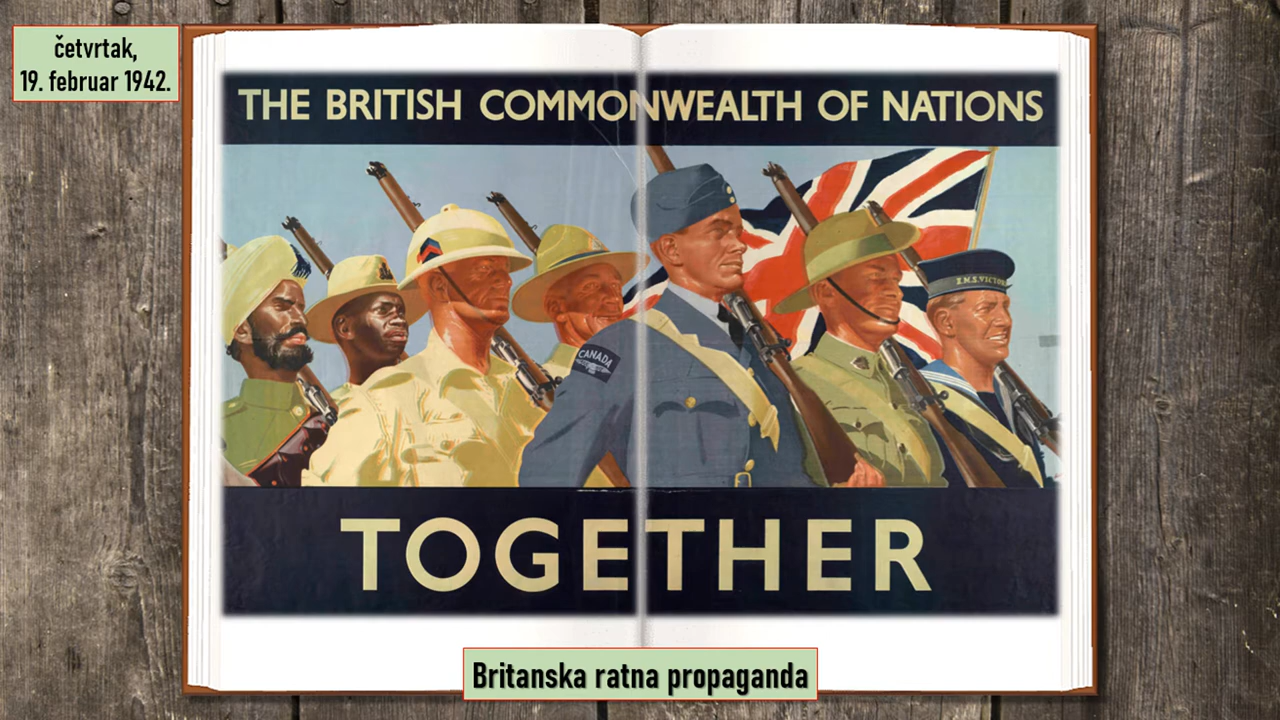 četvrtak,
19. februar 1942.
THE BRITISH COMMONWEALTH OF NATIONS
CANADA
TOGETHER
Britanska ratna propaganda